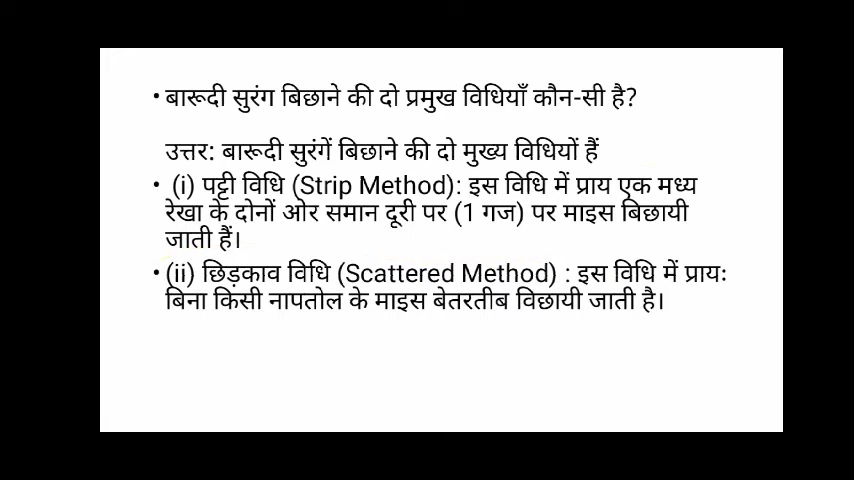 • बारूदी सुरंग बिछाने की दो प्रमुख विधियाँ कौन-सी है?
उत्तर: बारूदी सुरंगें बिछाने की दो मुख्य विधियों हैं
• (i) पट्टी विधि (Strip Method): इस विधि में प्राय एक मध्य
रेखा के दोनों ओर समान दूरी पर (1 गज) पर माइस बिछायी
जाती हैं।
• (ii) छिड़काव विधि (Scattered Method) : इस विधि में प्रायः
बिना किसी नापतोल के माइस बेतरतीब विछायी जाती है।